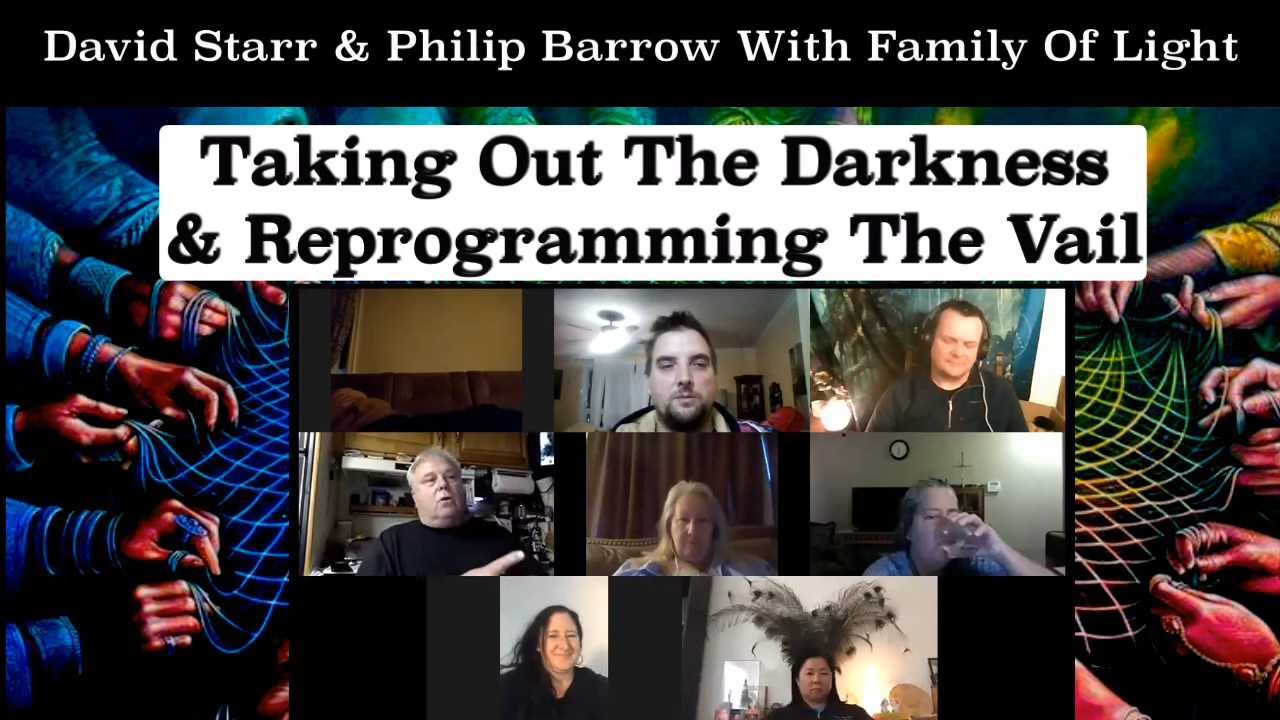 David Starr & Philip Barrow With Family Of Light
Taking Out The Darkness
& Reprogramming The Vail